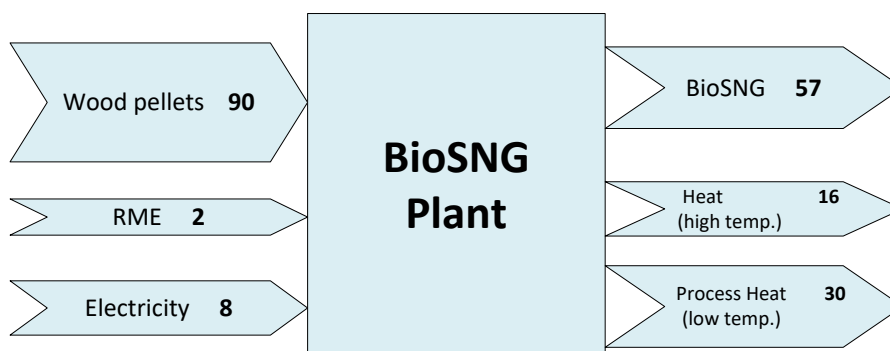 Wood pellets 90
RME 2
Electricity 8
BioSNG
Plant
BioSNG 57
Heat 16
(high temp.)
Process Heat 30
(low temp.)